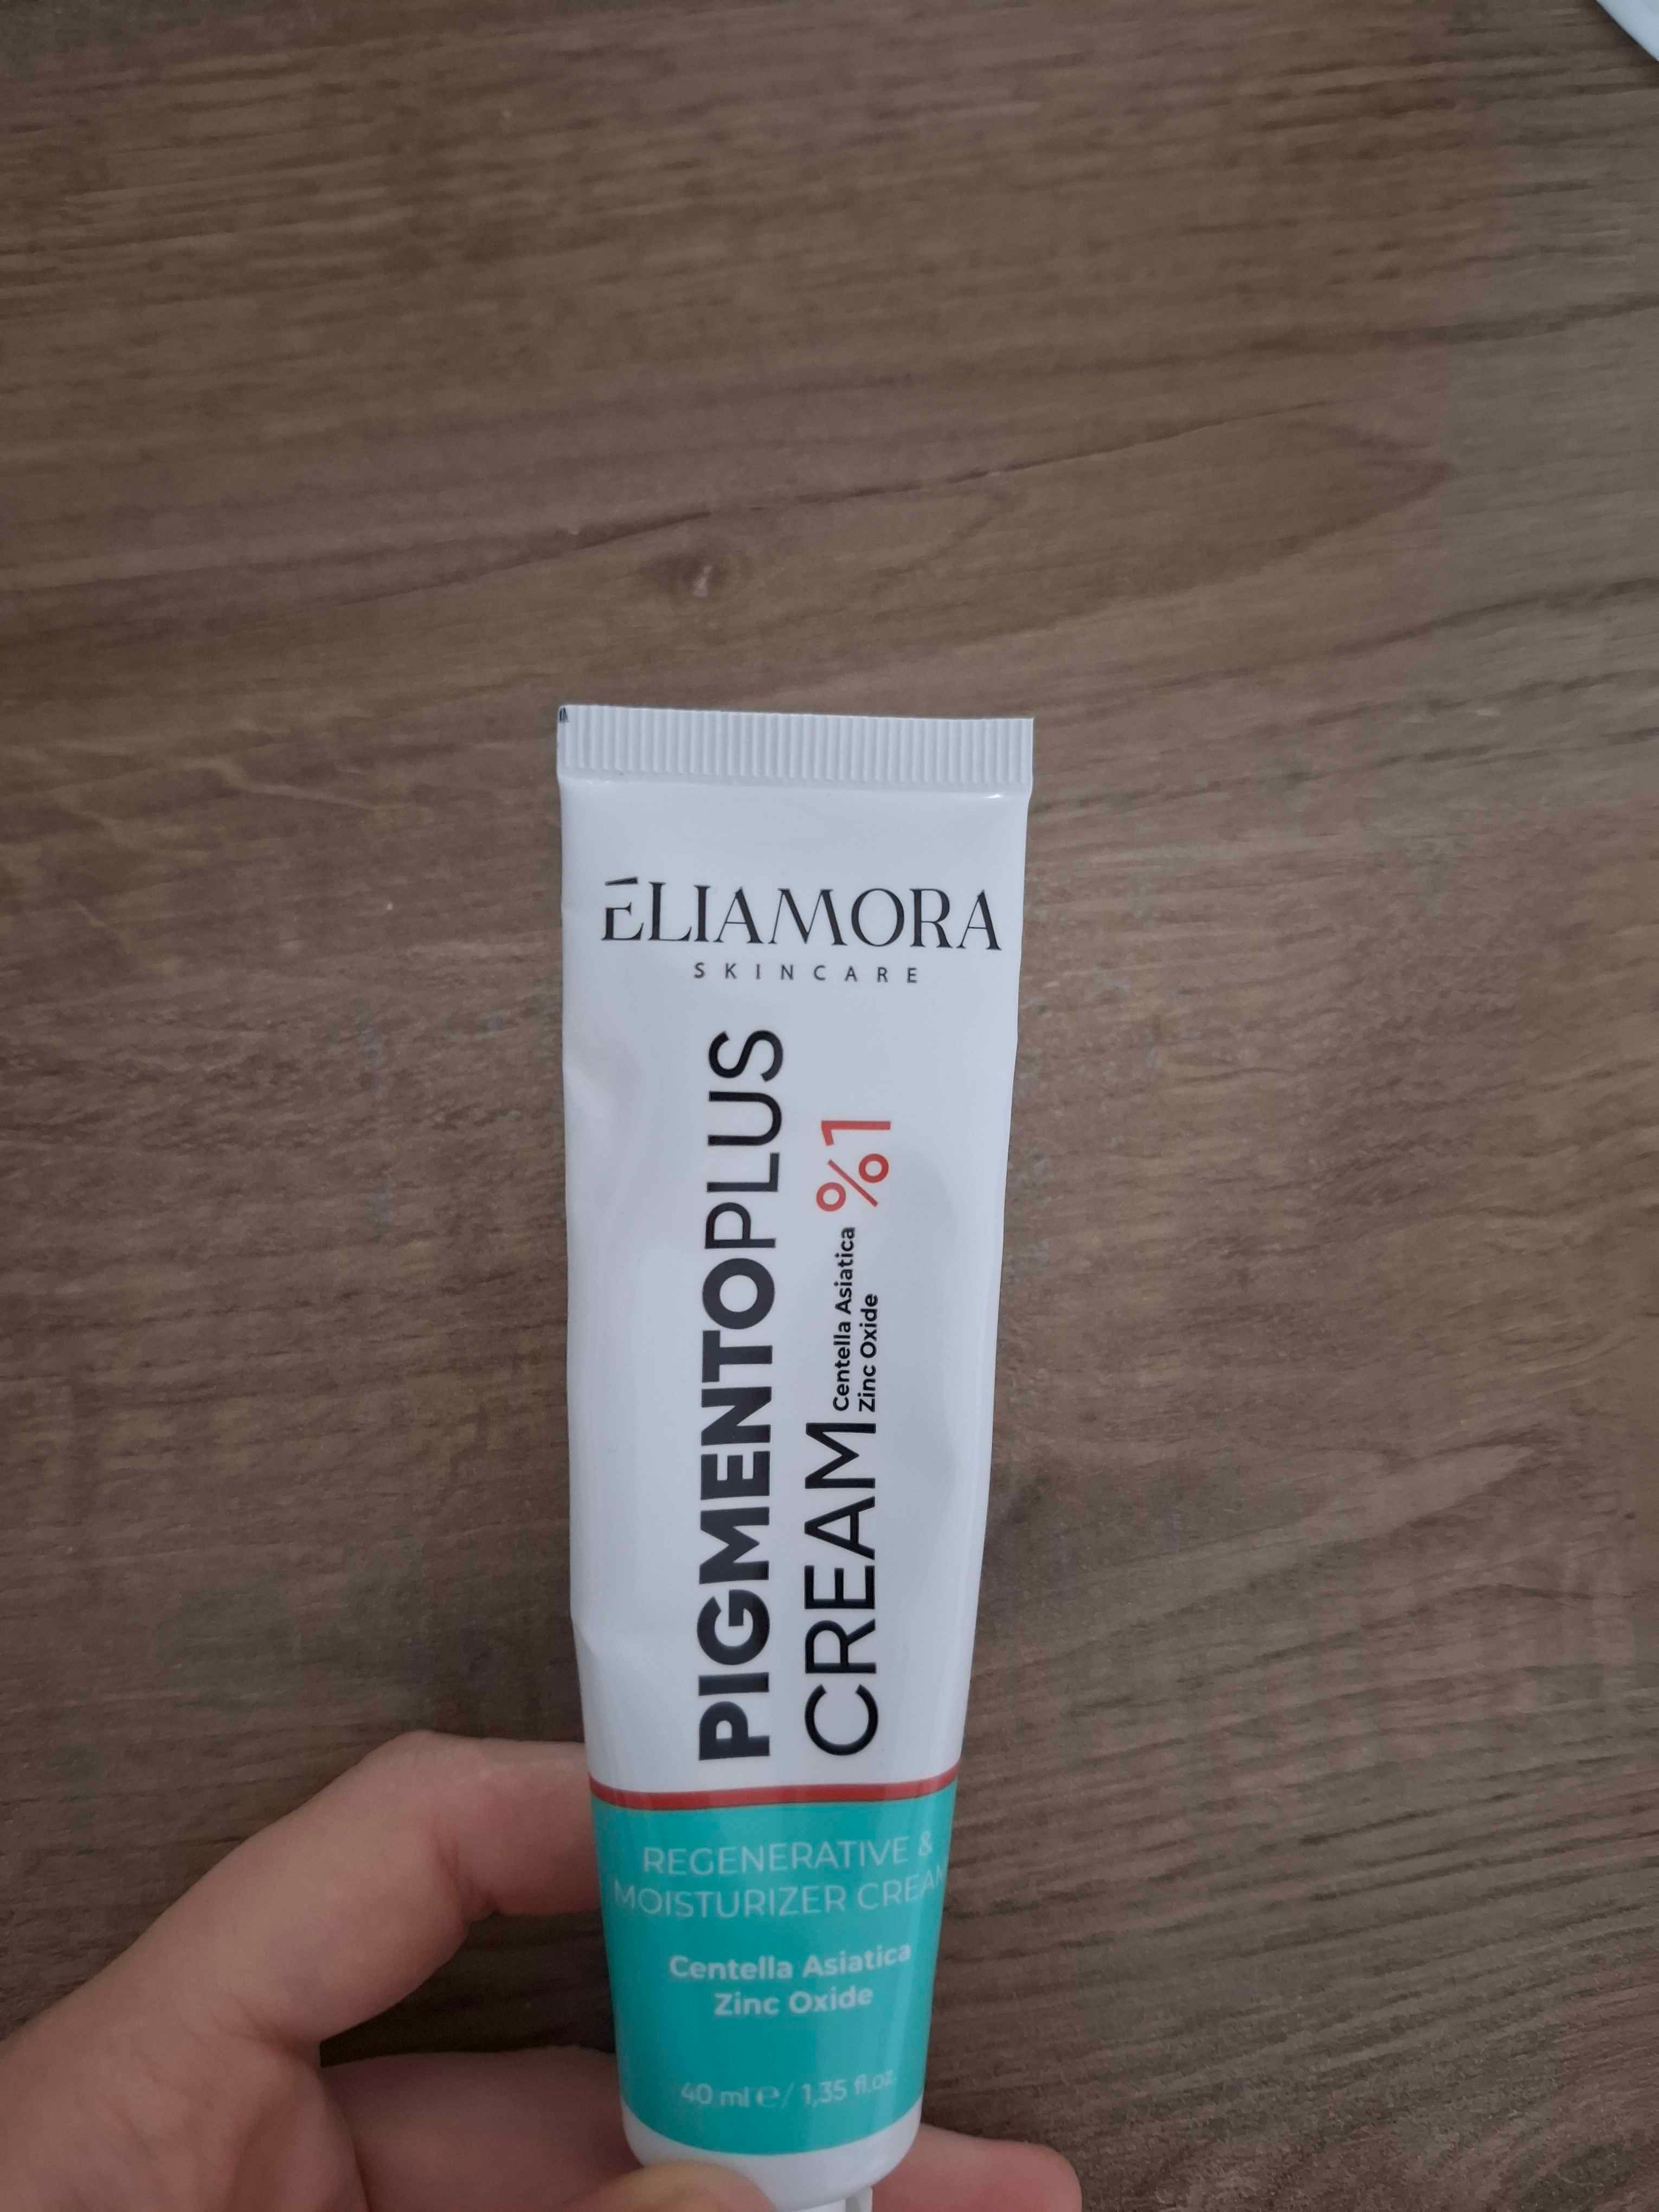 ÉLIAMORA
SKINCARE
PIGMENTOPLUS
CREAM
Centella Asiatica
Zinc Oxide
%1
REGENERATIVE &
MOISTURIZER CREAM
Centella Asiatica
Zinc Oxide
40 ml e / 1,35 fl.oz.